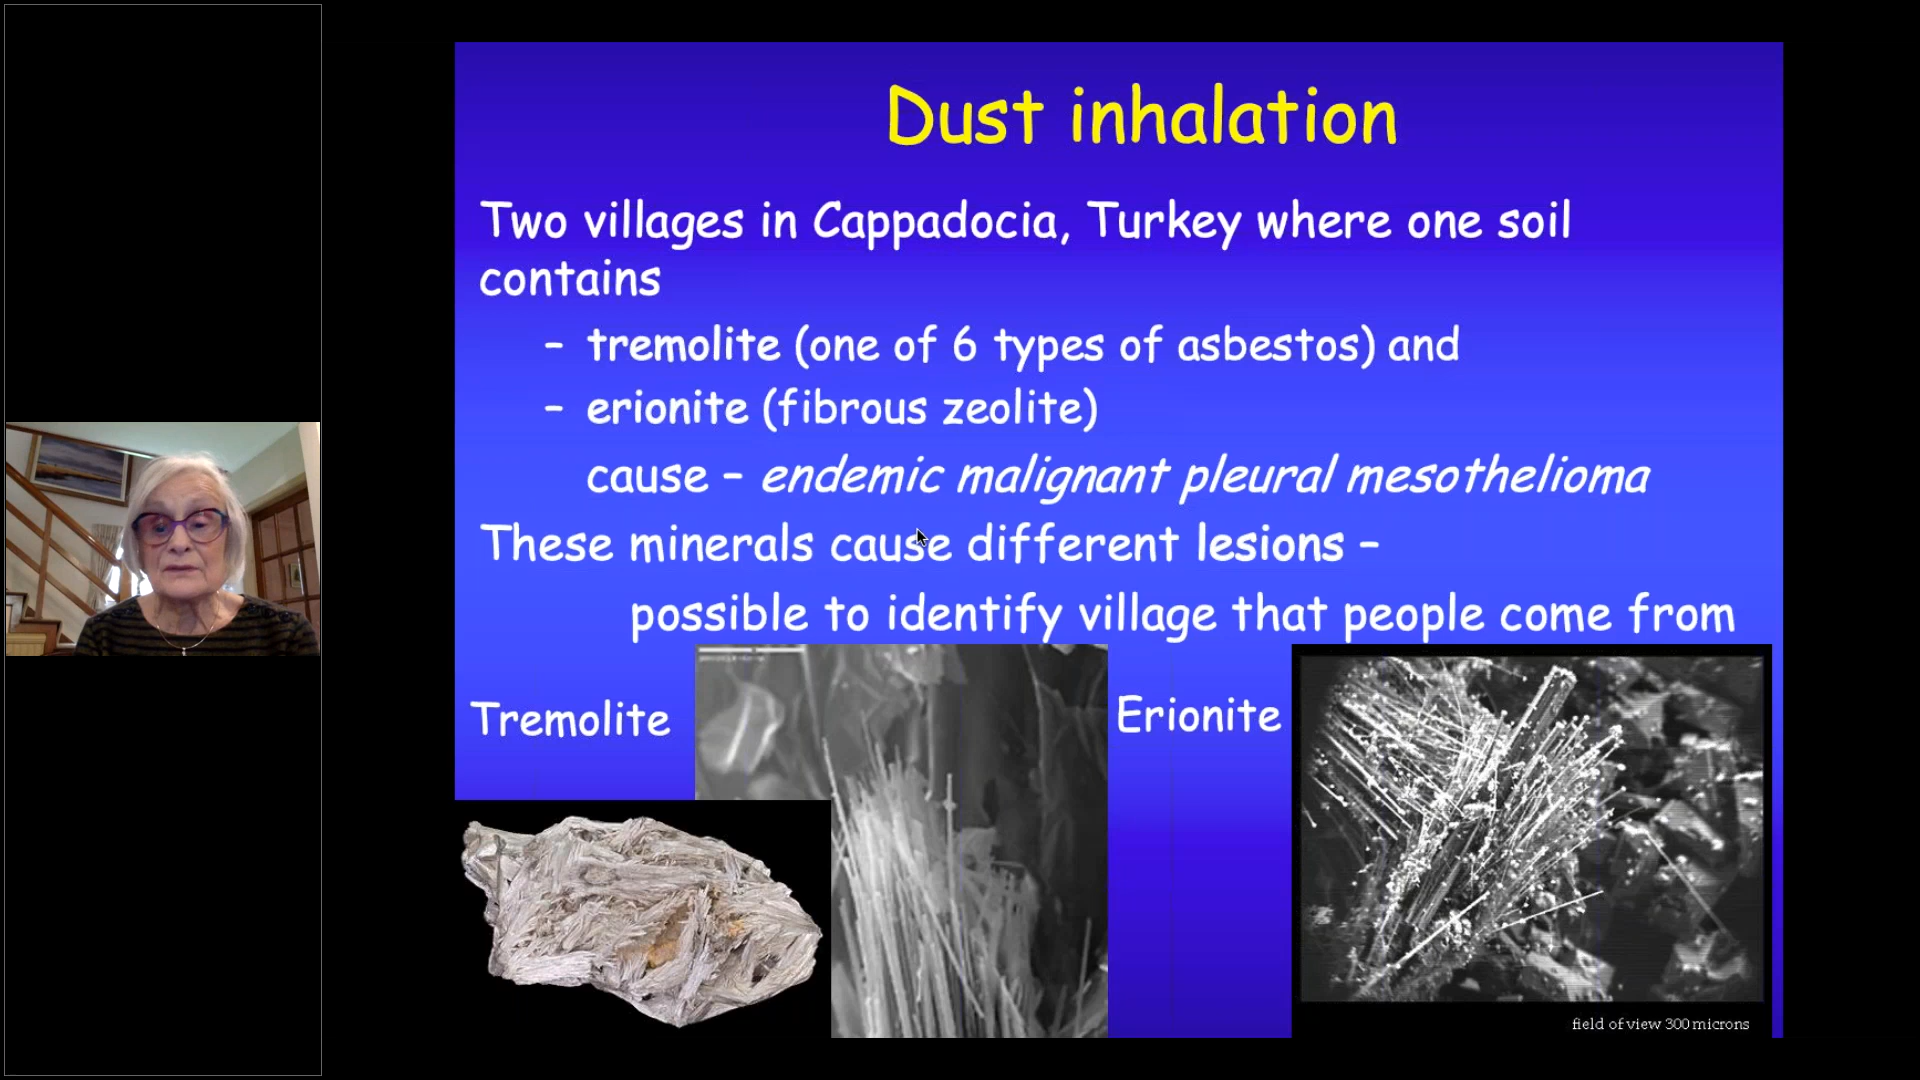 Dust inhalation
Two villages in Cappadocia, Turkey where one soil
contains
– tremolite (one of 6 types of asbestos) and
– erionite (fibrous zeolite)
cause – endemic malignant pleural mesothelioma
These minerals cause different lesions –
possible to identify village that people come from
Tremolite
Erionite
field of view 300 microns